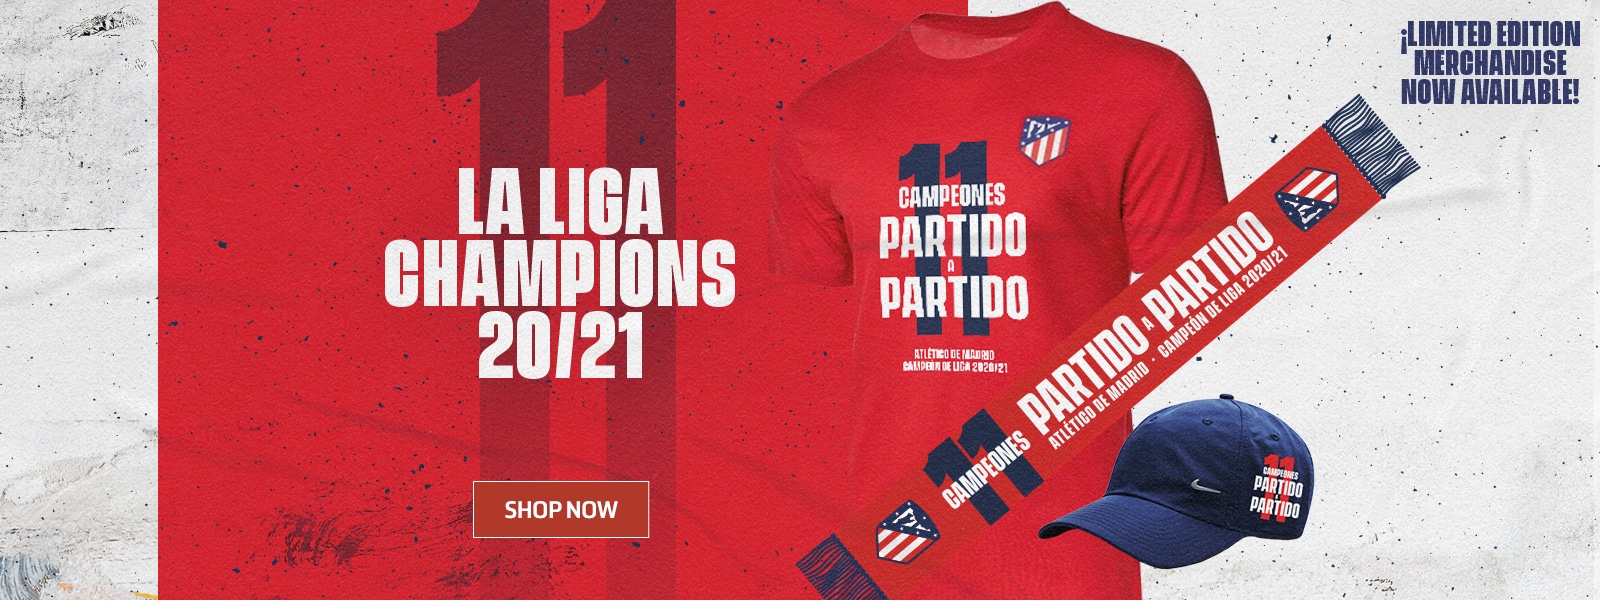 11
LA LIGA
CHAMPIONS
20/21
SHOP NOW
11
CAMPEONES
PARTIDO
A
PARTIDO
ATLÉTICO DE MADRID
CAMPEÓN DE LIGA 2020/21
¡LIMITED EDITION
MERCHANDISE
NOW AVAILABLE!
11
CAMPEONES PARTIDO A PARTIDO
ATLÉTICO DE MADRID · CAMPEÓN DE LIGA 2020/21
11
CAMPEONES
PARTIDO
A
PARTIDO